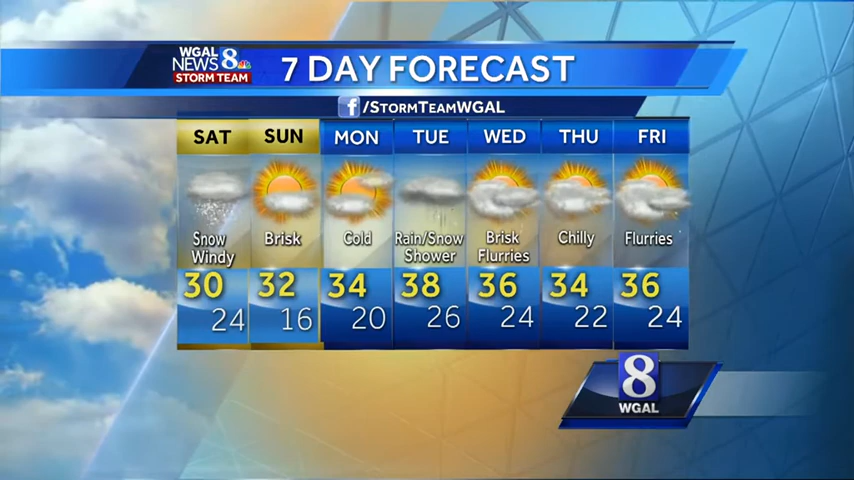 WGAL
NEWS 8
STORM TEAM
7 DAY FORECAST
f/STORMTEAMWGAL
SAT SUN MON TUE WED THU FRI
Snow Windy Brisk Cold Rain/Snow Shower Brisk Flurries Chilly Flurries
30 32 34 38 36 34 36
24 16 20 26 24 22 24
8
WGAL